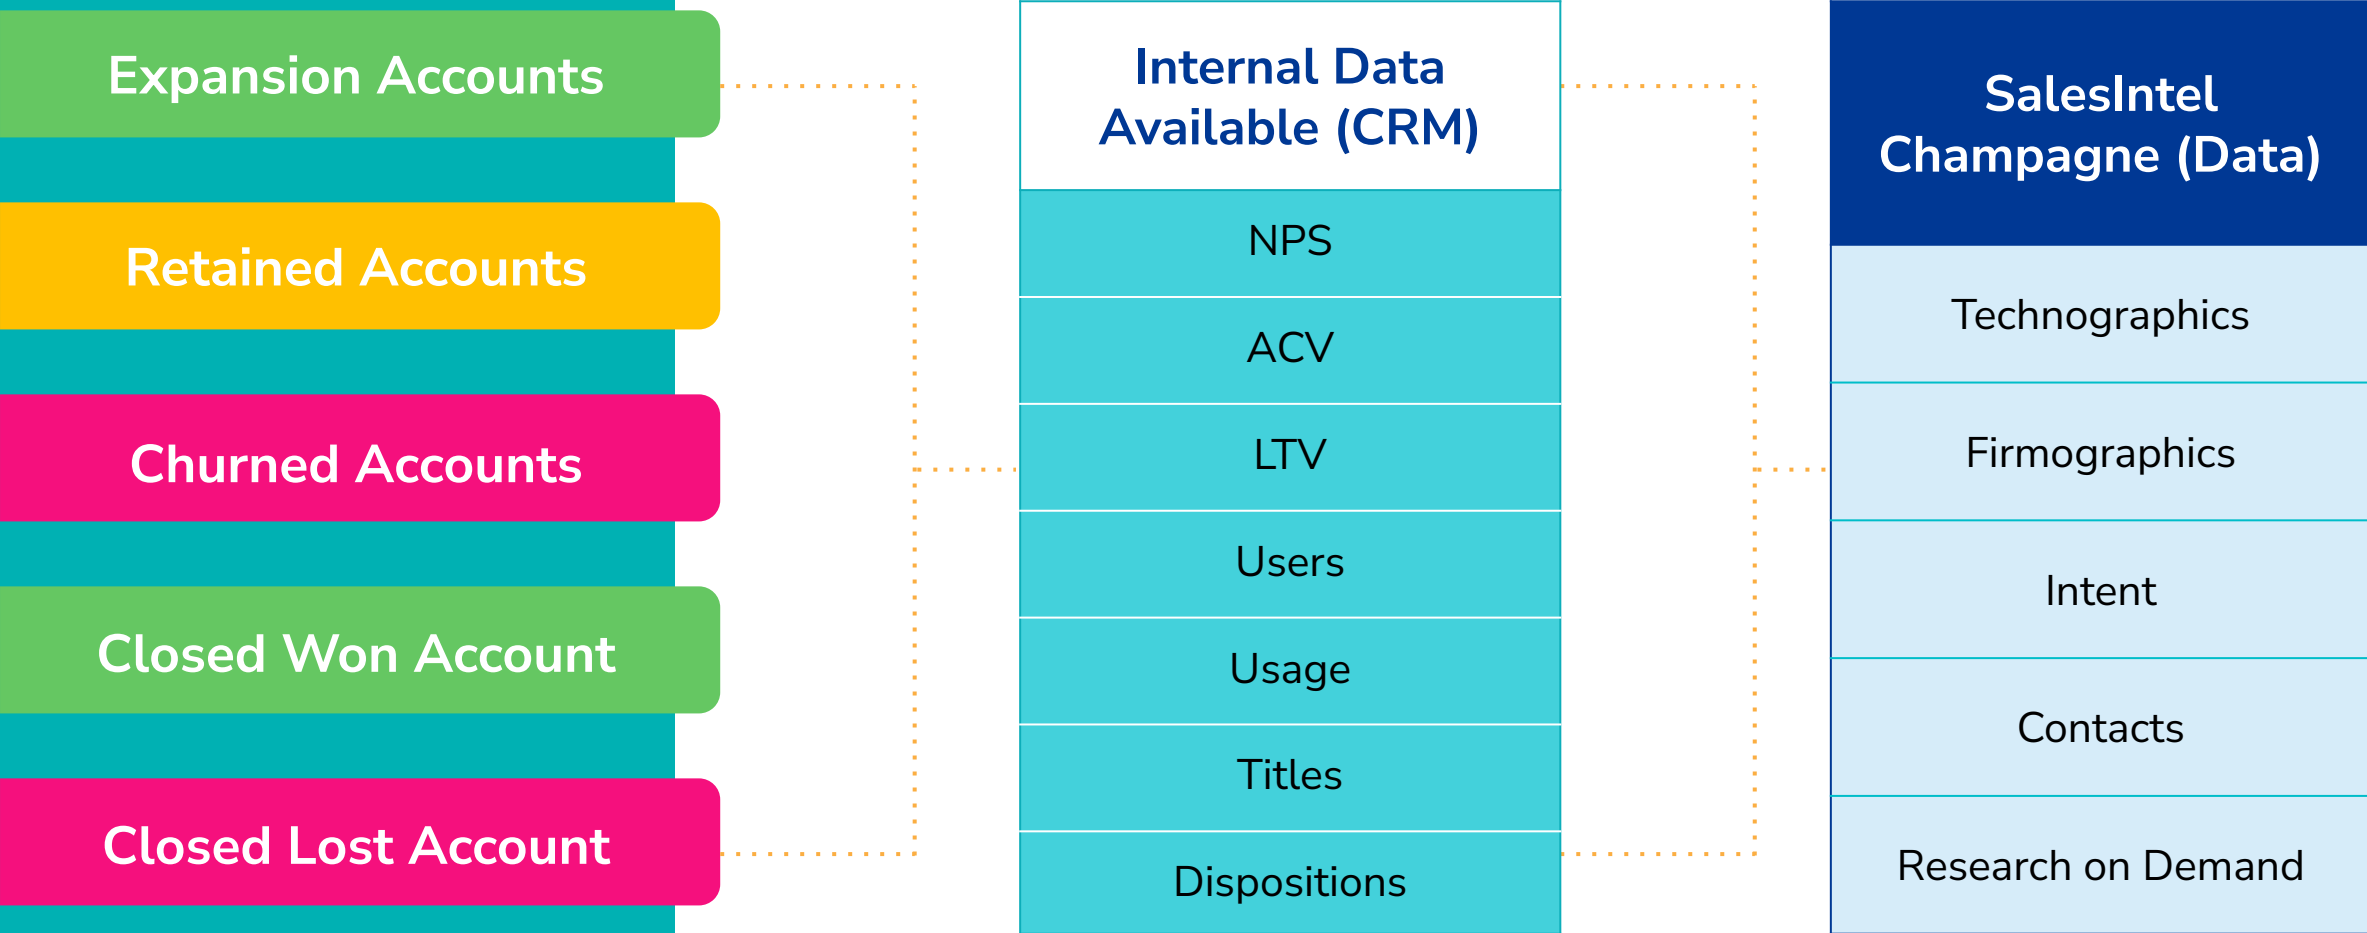 Expansion Accounts
Retained Accounts
Churned Accounts
Closed Won Account
Closed Lost Account
Internal Data
Available (CRM)
NPS
ACV
LTV
Users
Usage
Titles
Dispositions
SalesIntel
Champagne (Data)
Technographics
Firmographics
Intent
Contacts
Research on Demand